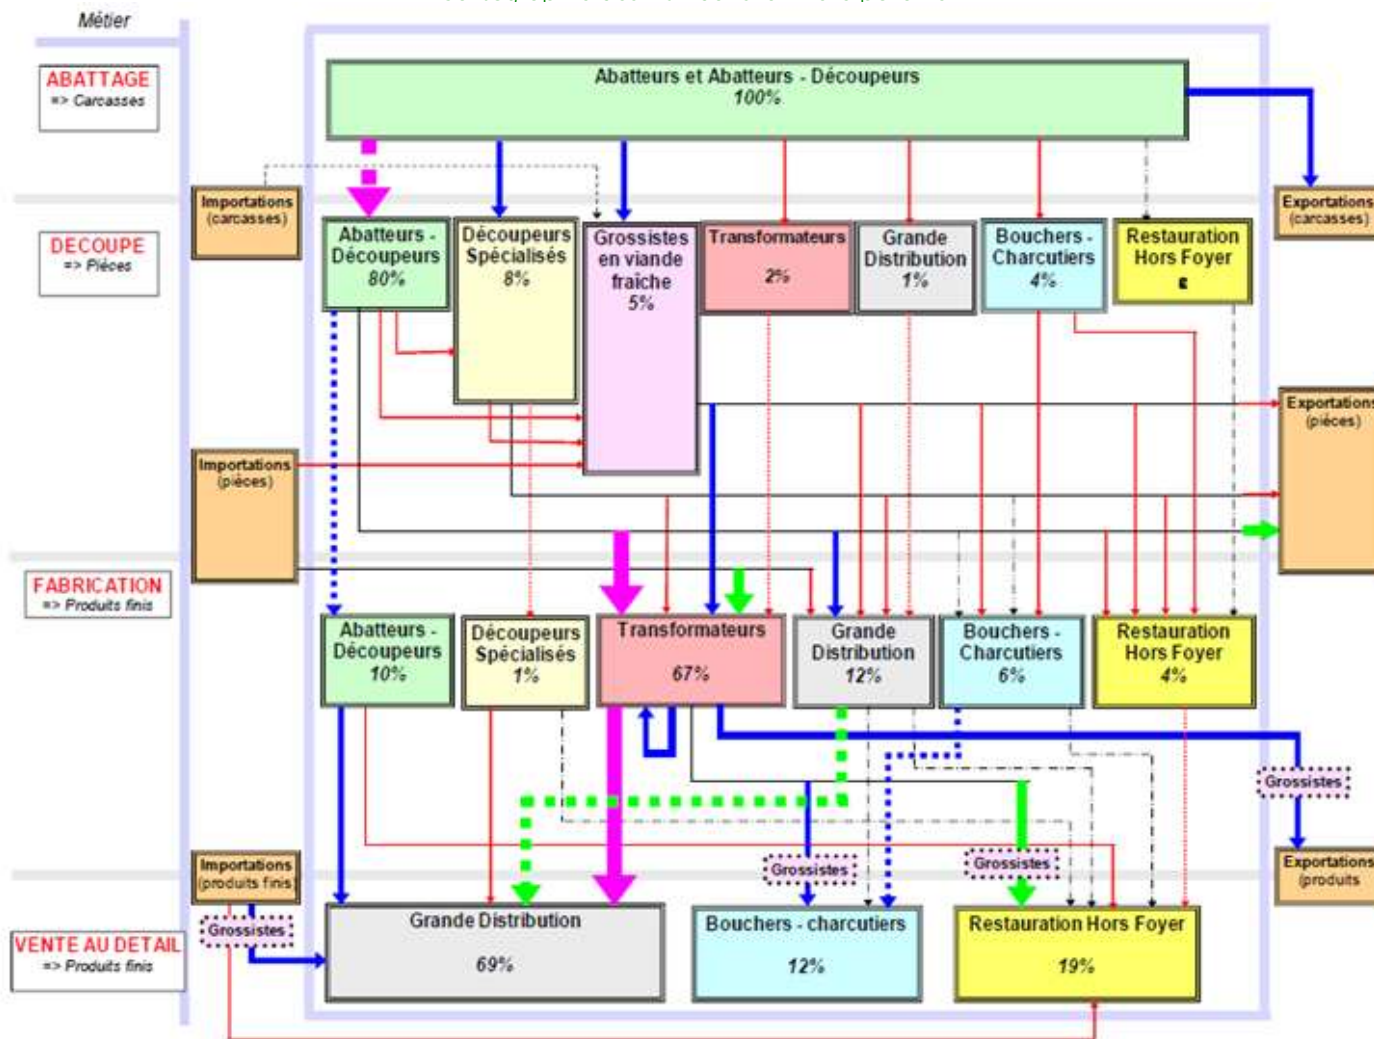 Métier
ABATTAGE
=> Carcasses
Abatteurs et Abatteurs - Découpeurs
100%
Importations
(carcasses)
Exportations
(carcasses)
DECOUPE
=> Pièces
Abatteurs -
Découpeurs
80%
Découpeurs
Spécialisés
8%
Grossistes
en viande
fraîche
5%
Transformateurs
2%
Grande
Distribution
1%
Bouchers -
Charcutiers
4%
Restauration
Hors Foyer
ε
Importations
(pièces)
Exportations
(pièces)
FABRICATION
=> Produits finis
Abatteurs -
Découpeurs
10%
Découpeurs
Spécialisés
1%
Transformateurs
67%
Grande
Distribution
12%
Bouchers -
Charcutiers
6%
Restauration
Hors Foyer
4%
Grossistes
Importations
(produits finis)
Grossistes
Grossistes
Grossistes
Exportations
(produits
VENTE AU DETAIL
=> Produits finis
Grande Distribution
69%
Bouchers - charcutiers
12%
Restauration Hors Foyer
19%